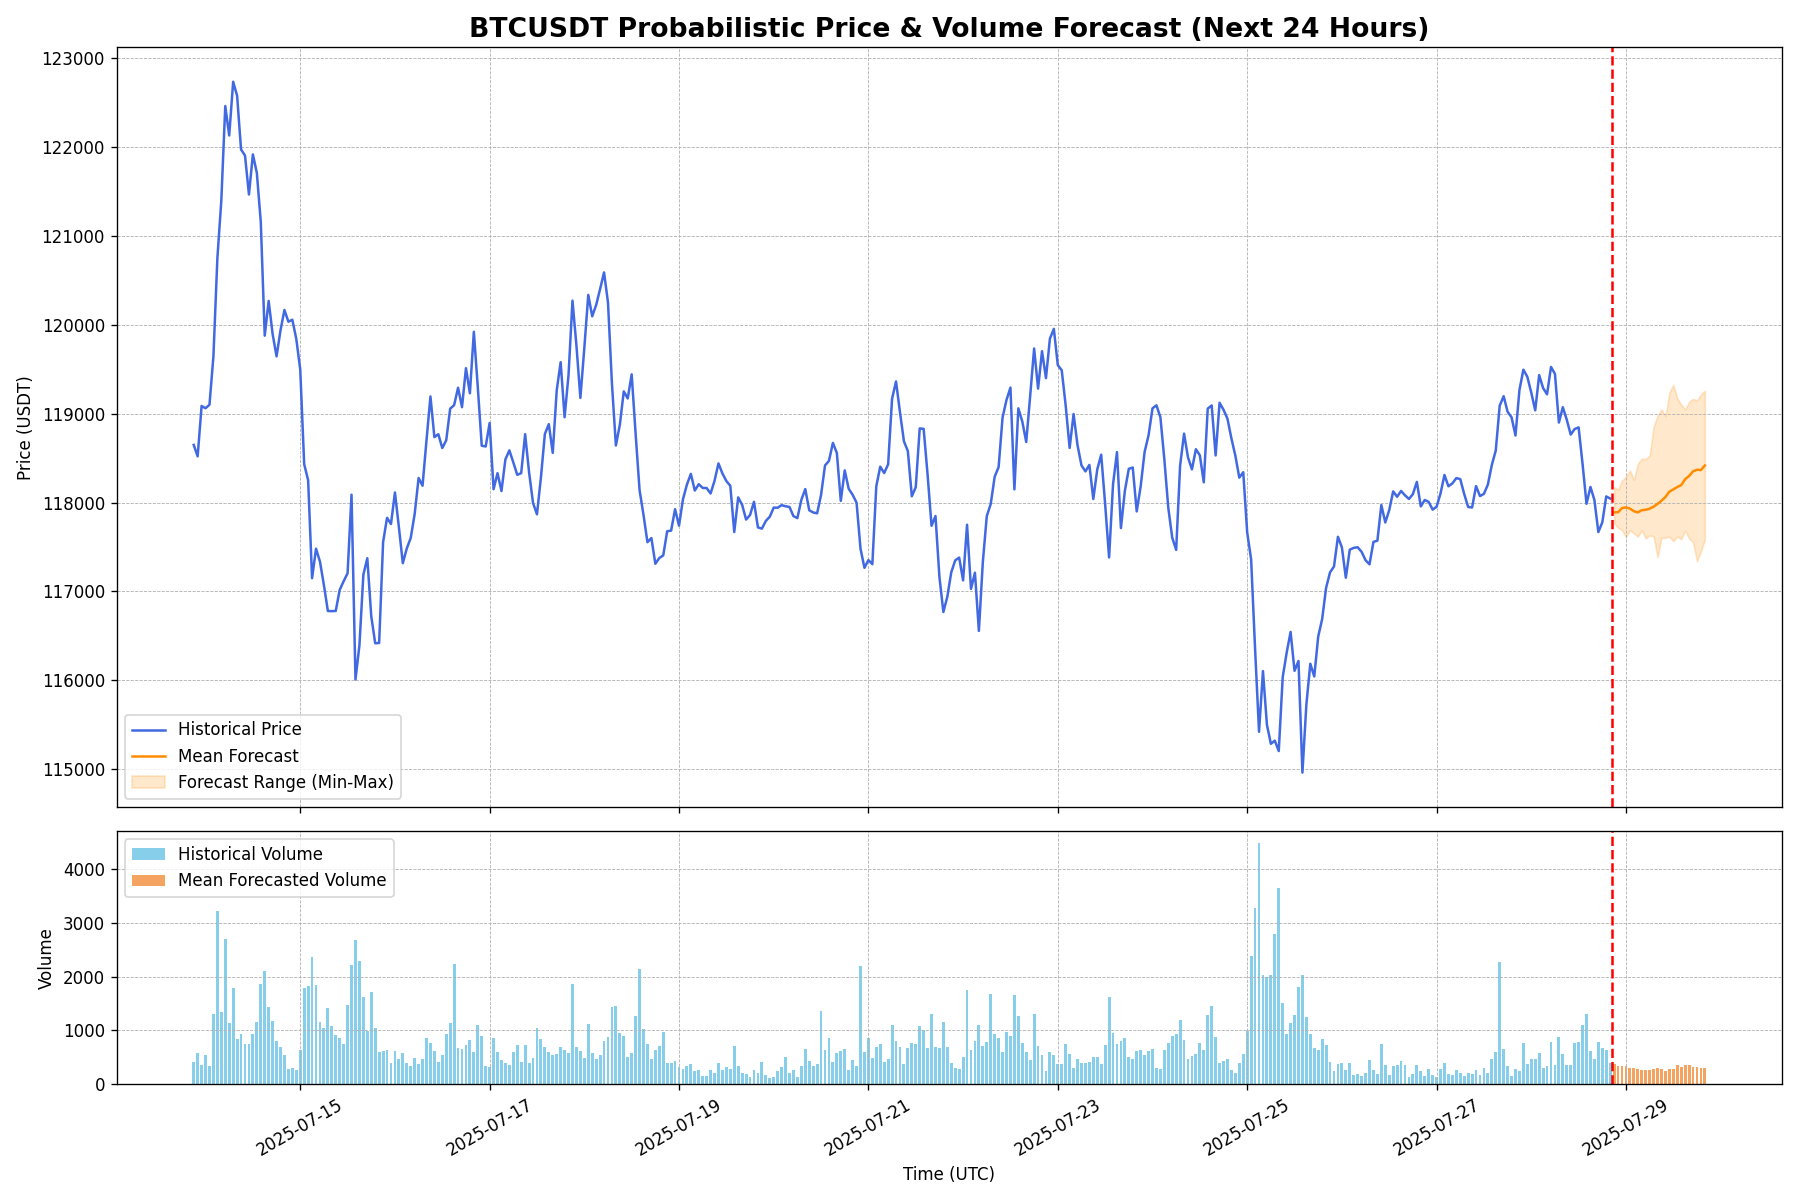 BTCUSDT Probabilistic Price & Volume Forecast (Next 24 Hours)
123000
122000
121000
120000
119000
118000
117000
116000
115000
Price (USDT)
Historical Price
Mean Forecast
Forecast Range (Min-Max)
Historical Volume
Mean Forecasted Volume
4000
3000
2000
1000
0
Volume
2025-07-15
2025-07-17
2025-07-19
2025-07-21
2025-07-23
2025-07-25
2025-07-27
2025-07-29
Time (UTC)